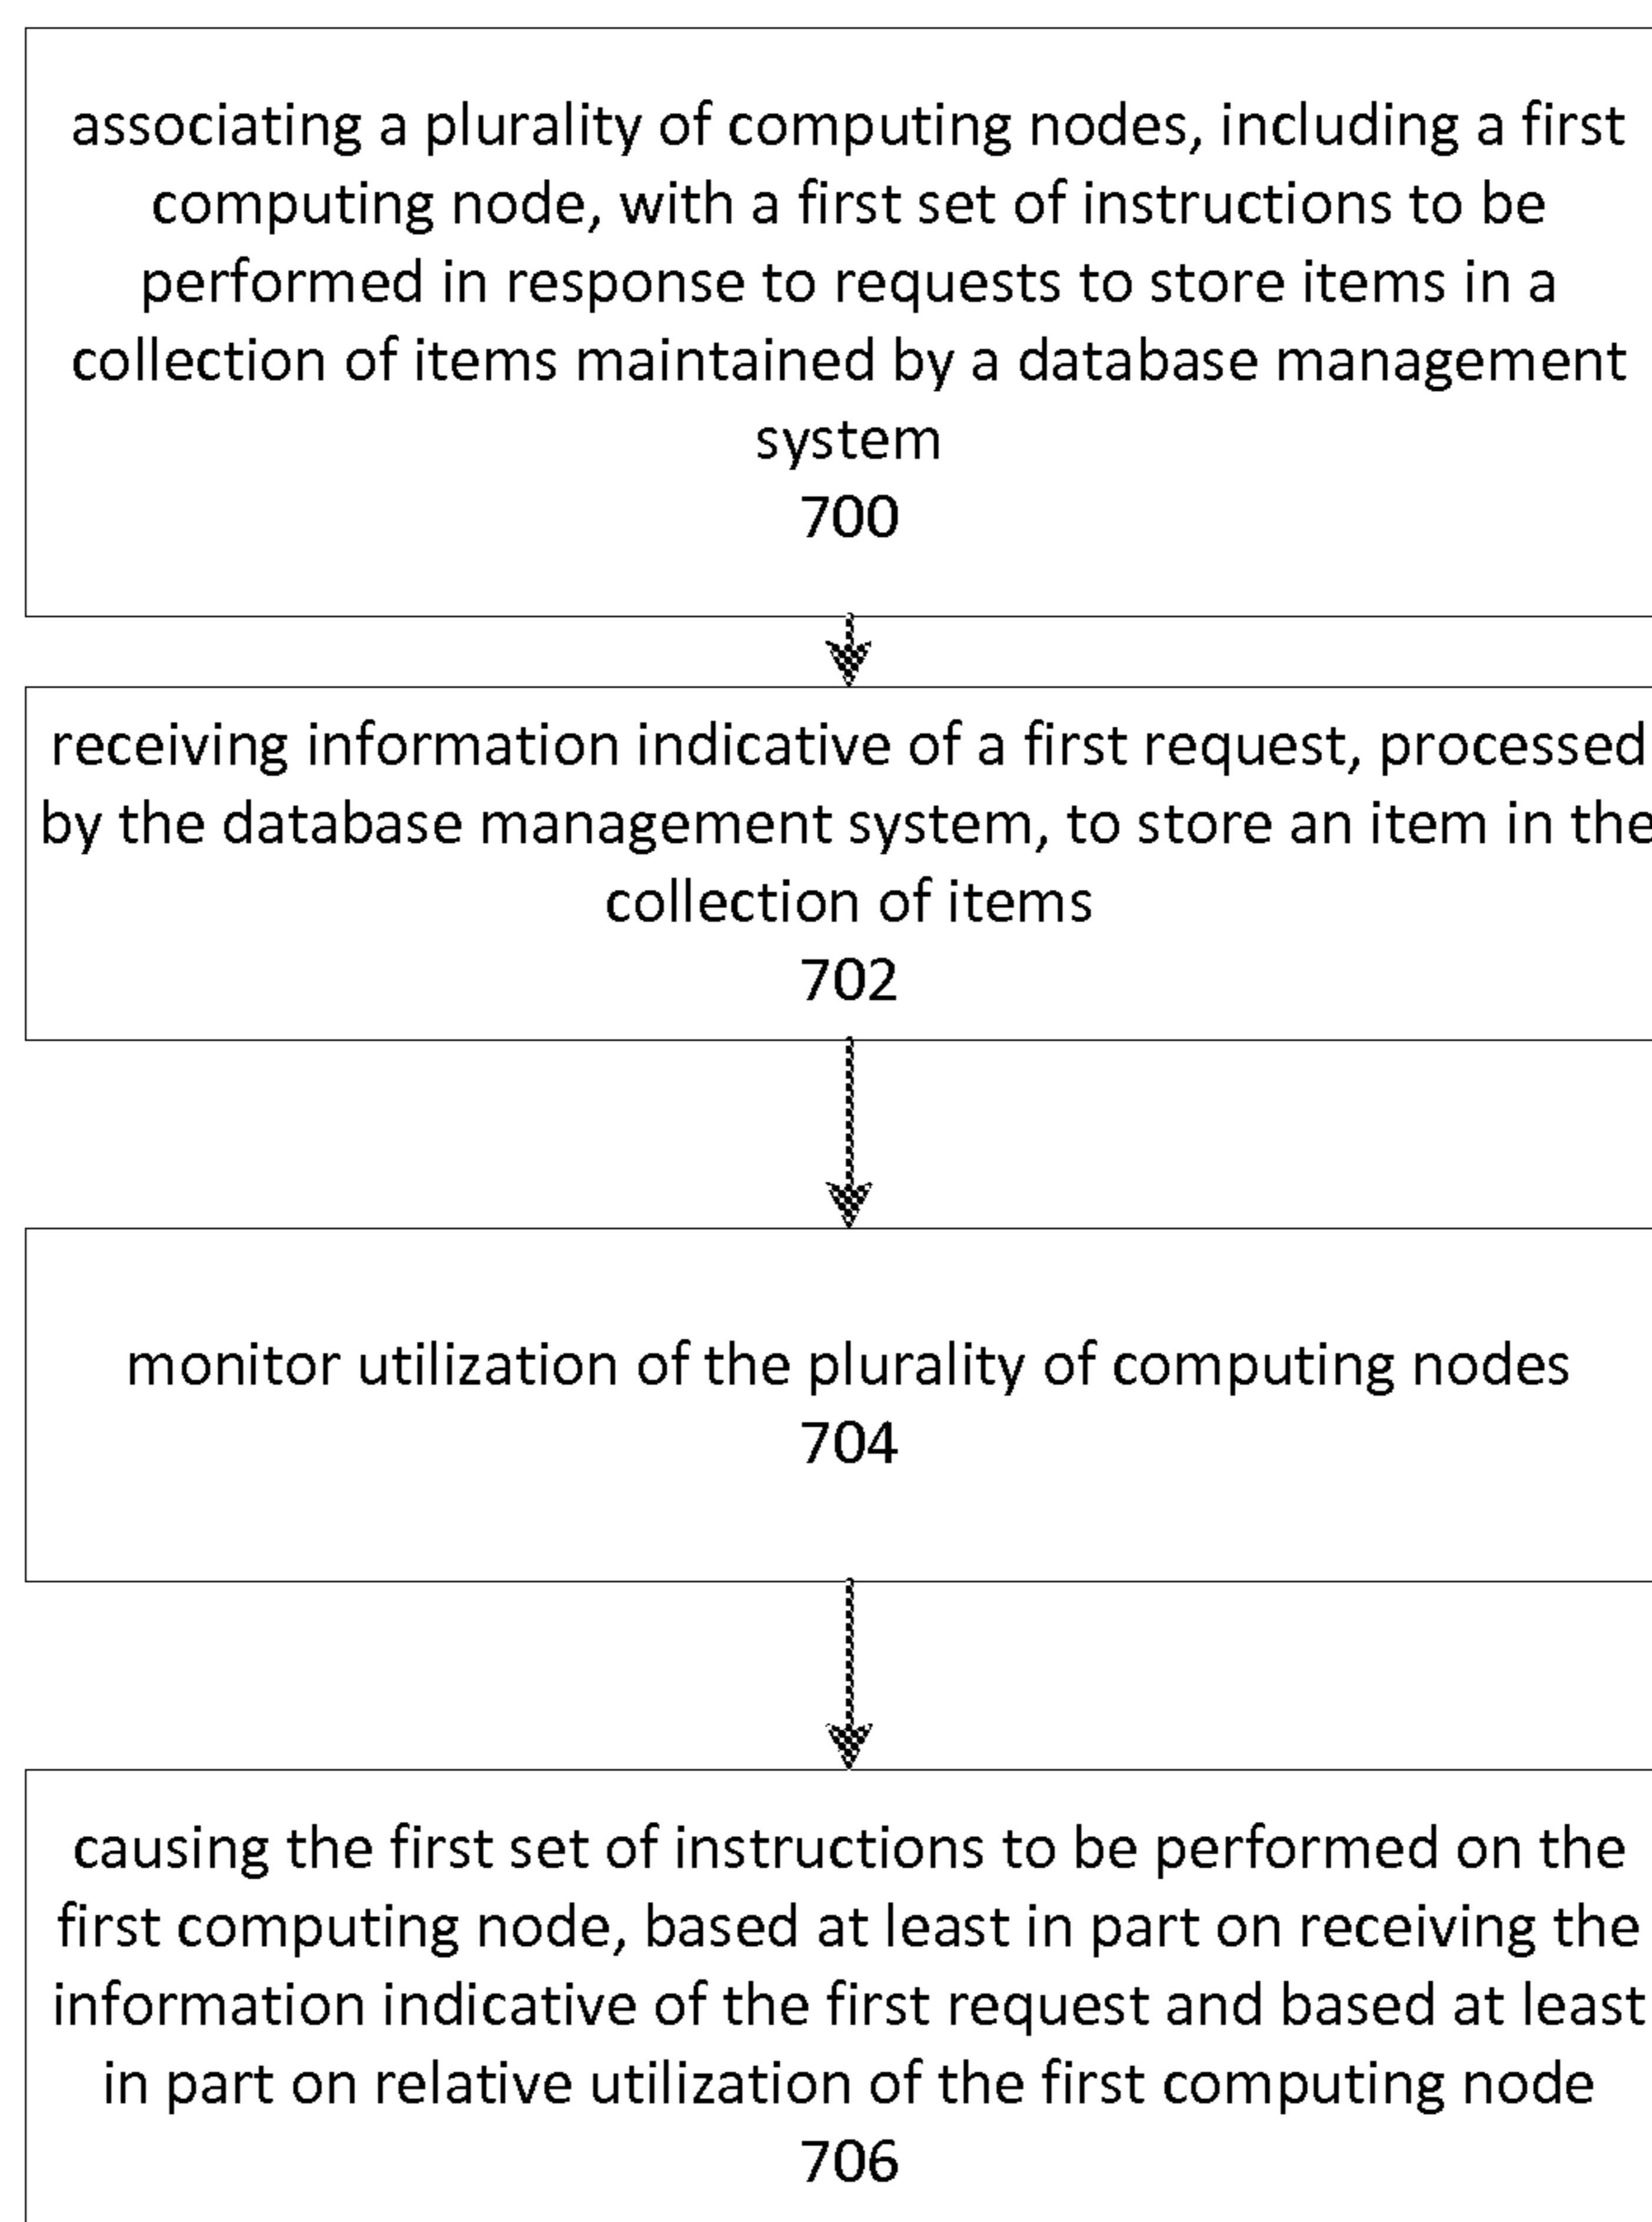 associating a plurality of computing nodes, including a first
computing node, with a first set of instructions to be
performed in response to requests to store items in a
collection of items maintained by a database management
system
700
receiving information indicative of a first request, processed
by the database management system, to store an item in the
collection of items
702
monitor utilization of the plurality of computing nodes
704
causing the first set of instructions to be performed on the
first computing node, based at least in part on receiving the
information indicative of the first request and based at least
in part on relative utilization of the first computing node
706